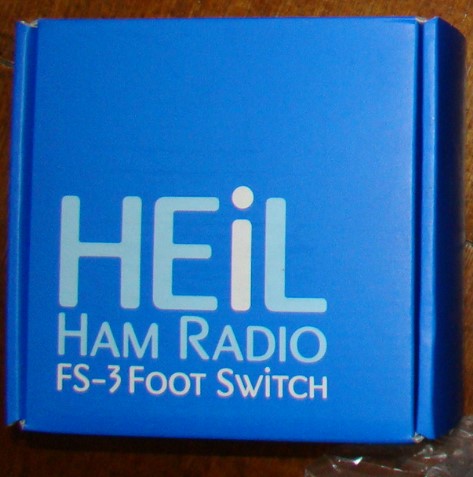 HEiL
HAM RADIO
FS-3 FOOT SWiTCH